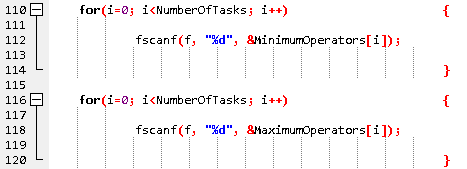 110 for(i=0; i<NumberOfTasks; i++) {
111
112 fscanf(f, "%d", &MinimumOperators[i]);
113
114 }
115
116 for(i=0; i<NumberOfTasks; i++) {
117
118 fscanf(f, "%d", &MaximumOperators[i]);
119
120 }